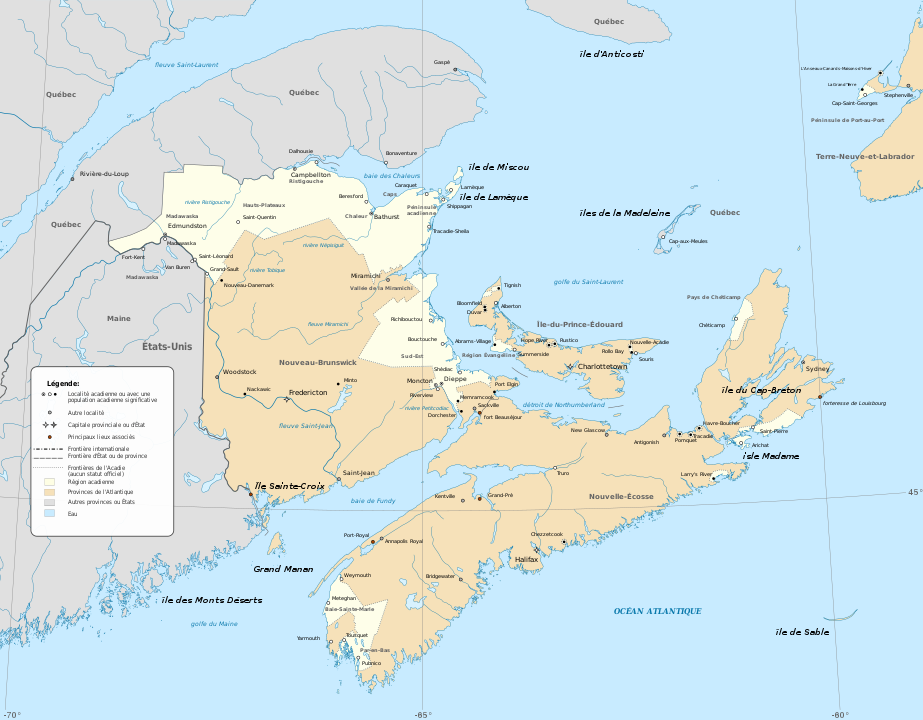 Québec
île d'Anticosti
fleuve Saint-Laurent
Gaspé
L'Anse-aux-Canards-Maisons-d'Hiver
La Grand'Terre
Cap-Saint-Georges
Stephenville
Péninsule de Port-au-Port
Terre-Neuve-et-Labrador
Québec
Québec
Rivière-du-Loup
Dalhousie
Bonaventure
Campbellton
Ristigouche
baie des Chaleurs
île de Miscou
Caraquet
Lamèque
île de Lamèque
Caps
Beresford
Shippagan
Péninsule
acadienne
rivière Ristigouche
Hauts-Plateaux
Saint-Quentin
Chaleur
Bathurst
Tracadie-Sheila
îles de la Madeleine
Québec
Cap-aux-Meules
Québec
Madawaska
Edmundston
Madawaska
Fort-Kent
Van Buren
Saint-Léonard
Grand-Sault
Madawaska
Nouveau-Danemark
rivière Népisiguit
rivière Tobique
Miramichi
Vallée de la Miramichi
golfe du Saint-Laurent
Tignish
Bloomfield
Alberton
Duvar
Île-du-Prince-Édouard
Pays de Chéticamp
Chéticamp
Maine
États-Unis
fleuve Miramichi
Richibouctou
Bouctouche
Abrams-Village
Hope River
Rustico
Région Évangéline
Summerside
Nouvelle-Acadie
Rollo Bay
Souris
Charlottetown
Sud-Est
Nouveau-Brunswick
Shédiac
Woodstock
Nackawic
Minto
Fredericton
Moncton
Dieppe
Riverview
Port Elgin
Memramcook
Sackville
rivière Petitcodiac
Dorchester
fort Beauséjour
détroit de Northumberland
Sydney
île du Cap-Breton
forteresse de Louisbourg
fleuve Saint-Jean
New Glasgow
Antigonish
Havre-Boucher
Tracadie
Pomquet
Saint-Pierre
Arichat
isle Madame
Larry's River
Truro
Saint-Jean
île Sainte-Croix
baie de Fundy
Kentville
Grand-Pré
Nouvelle-Écosse
45°
Port-Royal
Annapolis Royal
Chezzetcook
Halifax
Grand Manan
Weymouth
Bridgewater
île des Monts Déserts
Meteghan
Baie-Sainte-Marie
golfe du Maine
Yarmouth
Tousquet
Par-en-Bas
Pubnico
OCÉAN ATLANTIQUE
île de Sable
-70°
-65°
-60°
Légende:
Localité acadienne ou avec une
population acadienne significative
Autre localité
Capitale provinciale ou d'État
Principaux lieux associés
Frontière internationale
Frontière d'État ou de province
Frontières de l'Acadie
(aucun statut officiel)
Région acadienne
Provinces de l'Atlantique
Autres provinces ou États
Eau